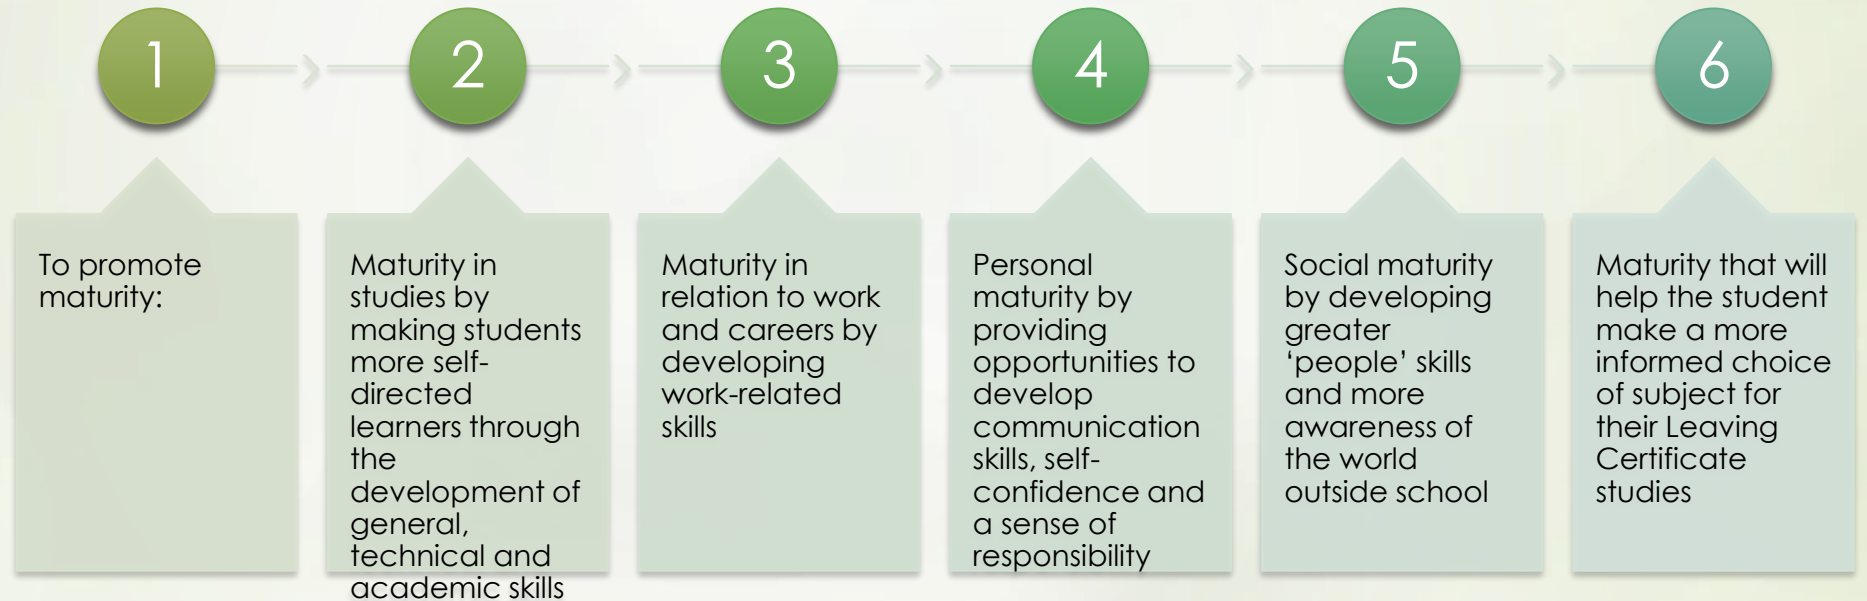 1
2
3
4
5
6
To promote
maturity:
Maturity in
studies by
making students
more self-
directed
learners through
the
development of
general,
technical and
academic skills
Maturity in
relation to work
and careers by
developing
work-related
skills
Personal
maturity by
providing
opportunities to
develop
communication
skills, self-
confidence and
a sense of
responsibility
Social maturity
by developing
greater
‘people’ skills
and more
awareness of
the world
outside school
Maturity that will
help the student
make a more
informed choice
of subject for
their Leaving
Certificate
studies